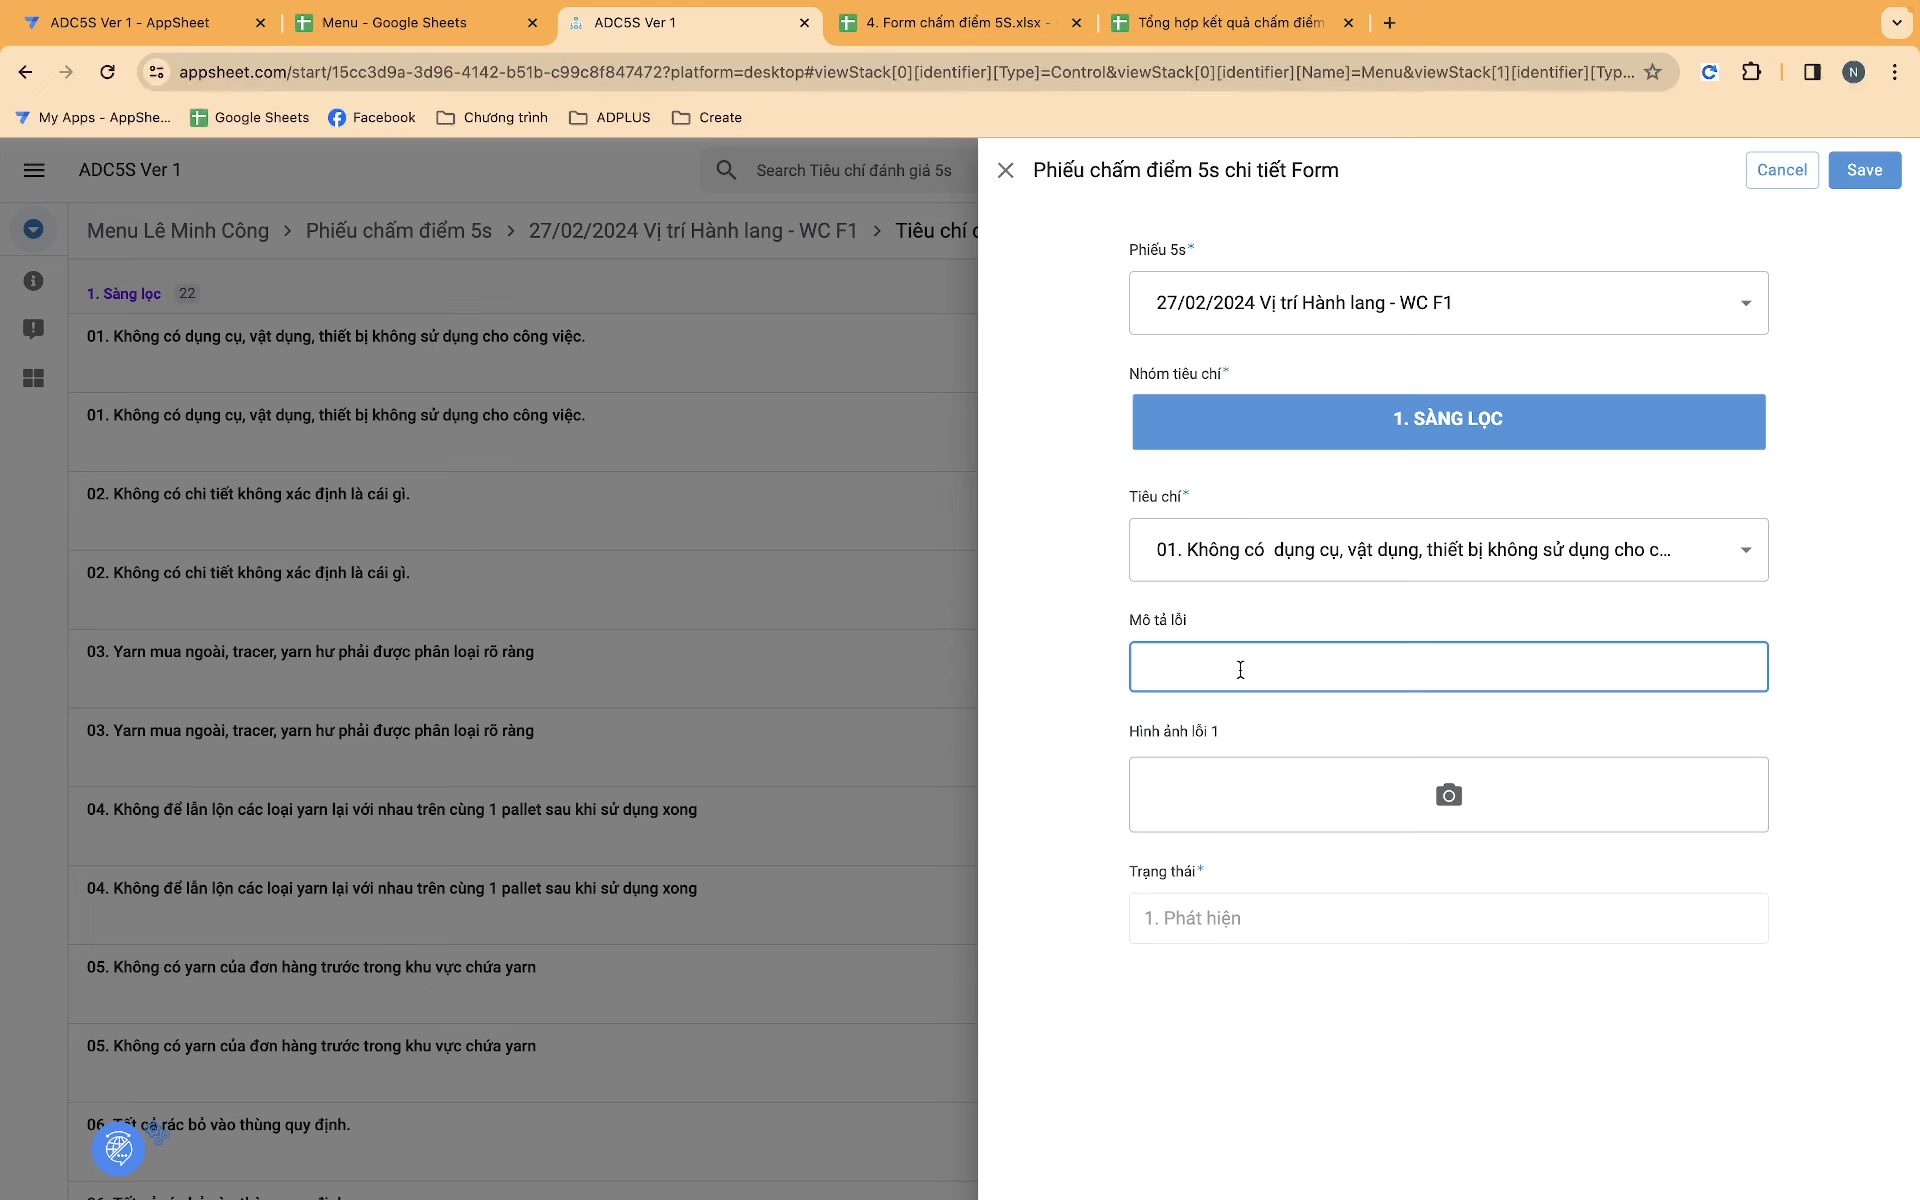 ADC5S Ver 1 - AppSheet
Menu - Google Sheets
ADC5S Ver 1
4. Form chấm điểm 5S.xlsx -
Tổng hợp kết quả chấm điểm
appsheet.com/start/15cc3d9a-3d96-4142-b51b-c99c8f847472?platform=desktop#viewStack[0][identifier][Type]=Control&viewStack[0][identifier][Name]=Menu&viewStack[1][identifier][Typ...
N
My Apps - AppShe...
Google Sheets
Facebook
Chương trình
ADPLUS
Create
ADC5S Ver 1
Search Tiêu chí đánh giá 5s
Menu Lê Minh Công > Phiếu chấm điểm 5s > 27/02/2024 Vị trí Hành lang - WC F1 > Tiêu chí
1. Sàng lọc 22
01. Không có dụng cụ, vật dụng, thiết bị không sử dụng cho công việc.
01. Không có dụng cụ, vật dụng, thiết bị không sử dụng cho công việc.
02. Không có chi tiết không xác định là cái gì.
02. Không có chi tiết không xác định là cái gì.
03. Yarn mua ngoài, tracer, yarn hư phải được phân loại rõ ràng
03. Yarn mua ngoài, tracer, yarn hư phải được phân loại rõ ràng
04. Không để lẫn lộn các loại yarn lại với nhau trên cùng 1 pallet sau khi sử dụng xong
04. Không để lẫn lộn các loại yarn lại với nhau trên cùng 1 pallet sau khi sử dụng xong
05. Không có yarn của đơn hàng trước trong khu vực chứa yarn
05. Không có yarn của đơn hàng trước trong khu vực chứa yarn
06. Tất cả rác bỏ vào thùng quy định.
Phiếu chấm điểm 5s chi tiết Form
Cancel
Save
Phiếu 5s*
27/02/2024 Vị trí Hành lang - WC F1
Nhóm tiêu chí*
1. SÀNG LỌC
Tiêu chí*
01. Không có dụng cụ, vật dụng, thiết bị không sử dụng cho c...
Mô tả lỗi
Hình ảnh lỗi 1
Trạng thái*
1. Phát hiện